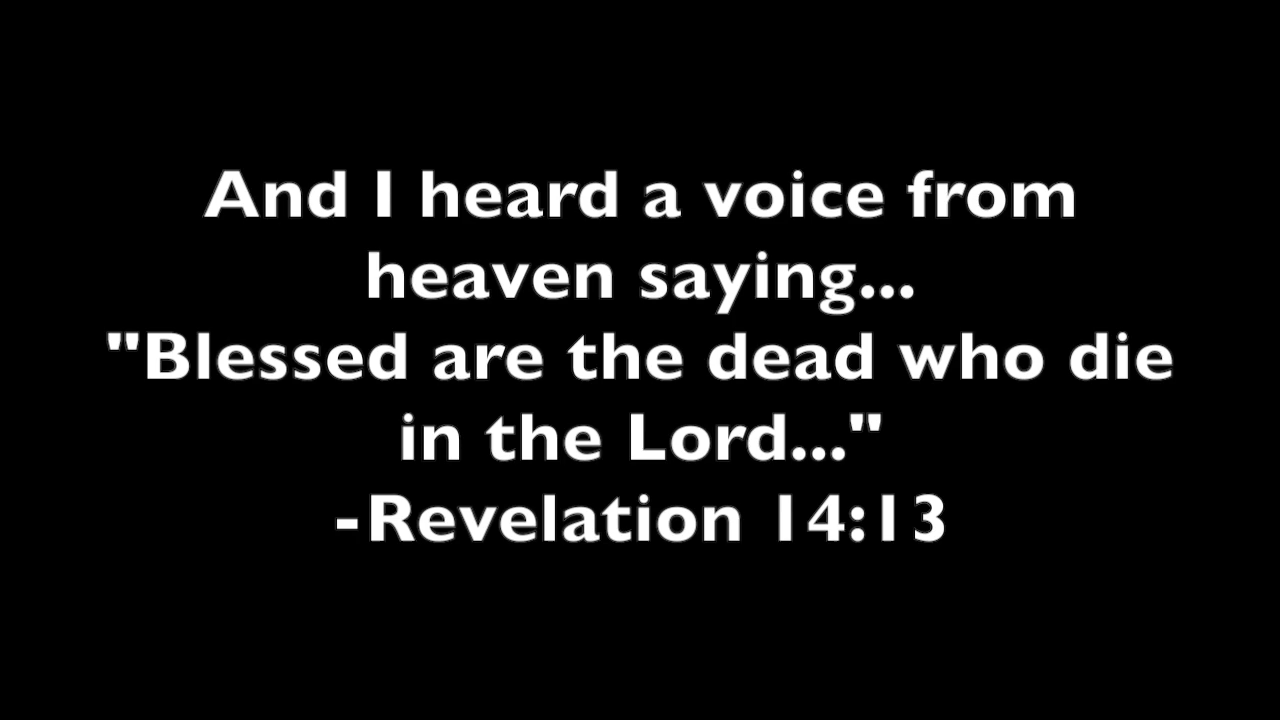 And I heard a voice from
heaven saying...
"Blessed are the dead who die
in the Lord..."
-Revelation 14:13